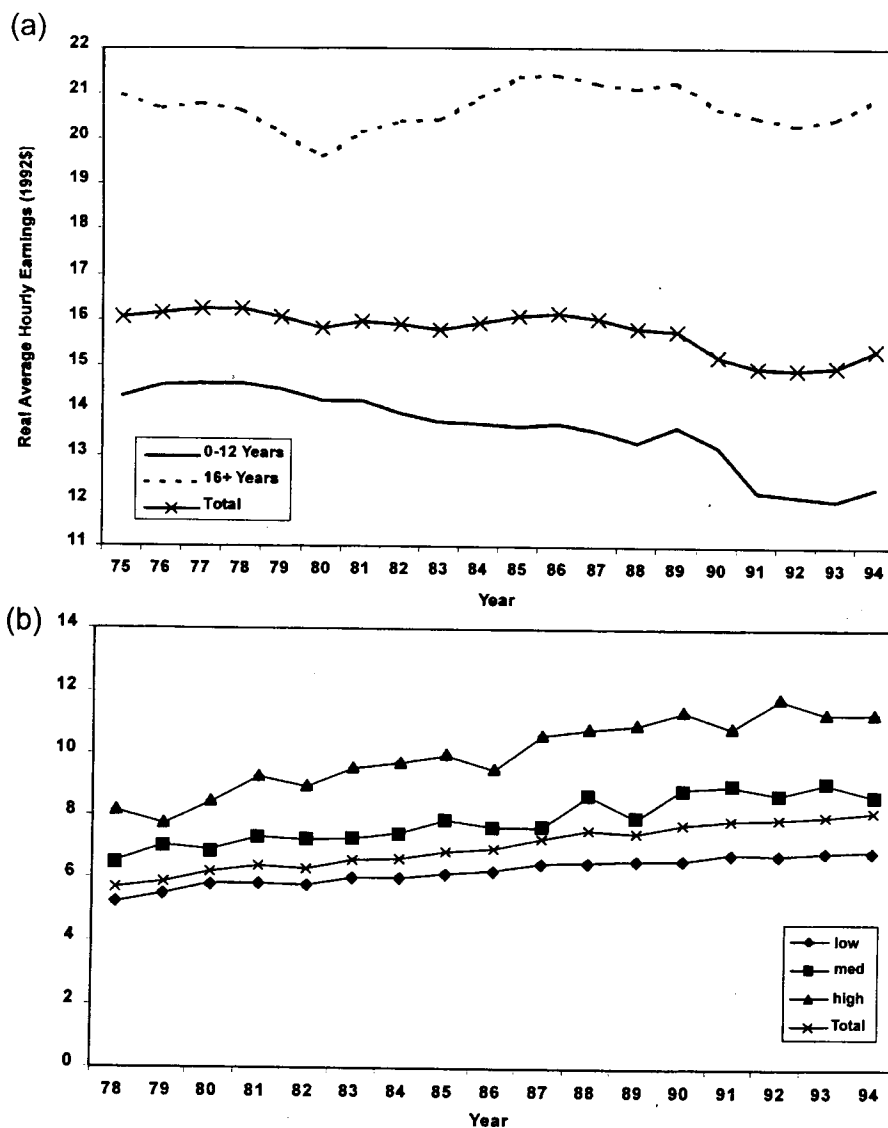 (a)
22
21
20
19
18
17
16
15
14
13
12
11
Real Average Hourly Earnings (1992$)
0-12 Years
16+ Years
Total
75 76 77 78 79 80 81 82 83 84 85 86 87 88 89 90 91 92 93 94
Year
(b)
14
12
10
8
6
4
2
0
low
med
high
Total
78 79 80 81 82 83 84 85 86 87 88 89 90 91 92 93 94
Year